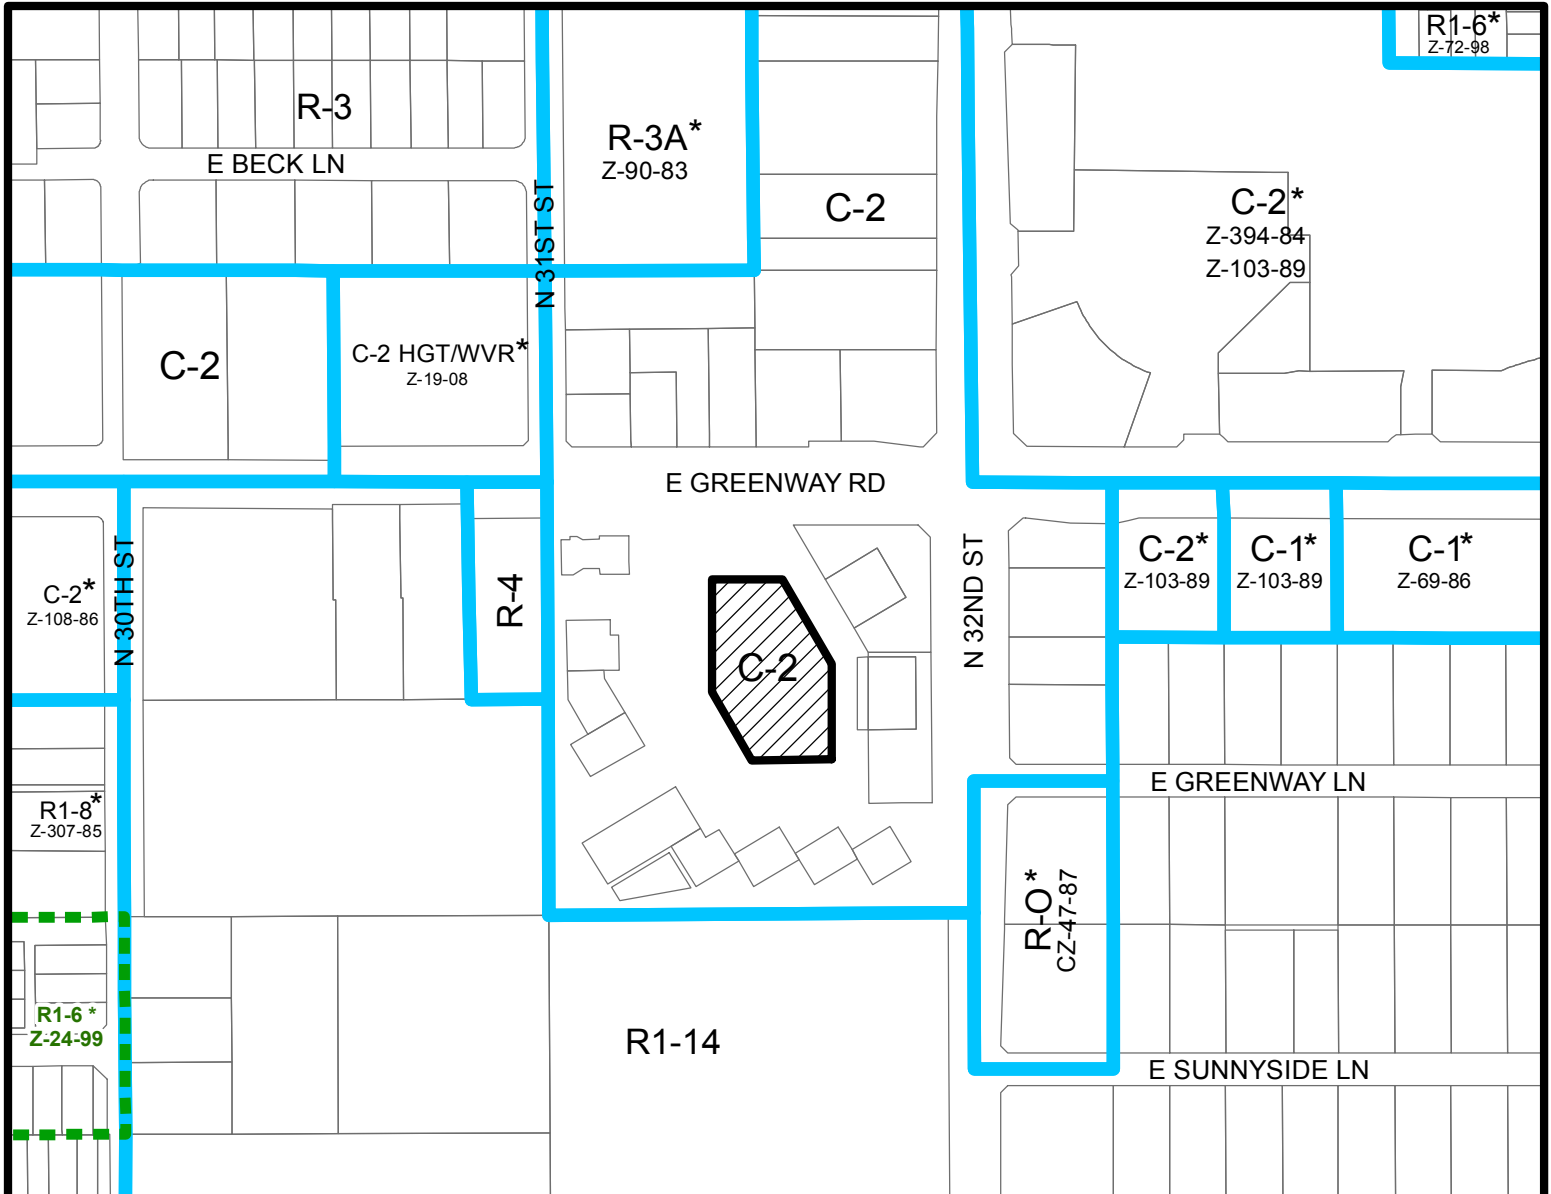 R1-6*
Z-72-98
R-3
R-3A*
Z-90-83
E BECK LN
C-2
C-2*
Z-394-84
Z-103-89
N 31ST ST
C-2
C-2 HGT/WVR*
Z-19-08
E GREENWAY RD
C-2*
Z-108-86
N 30TH ST
R-4
C-2
N 32ND ST
C-2*
Z-103-89
C-1*
Z-103-89
C-1*
Z-69-86
E GREENWAY LN
R1-8*
Z-307-85
R-O*
CZ-47-87
R1-6 *
Z-24-99
R1-14
E SUNNYSIDE LN